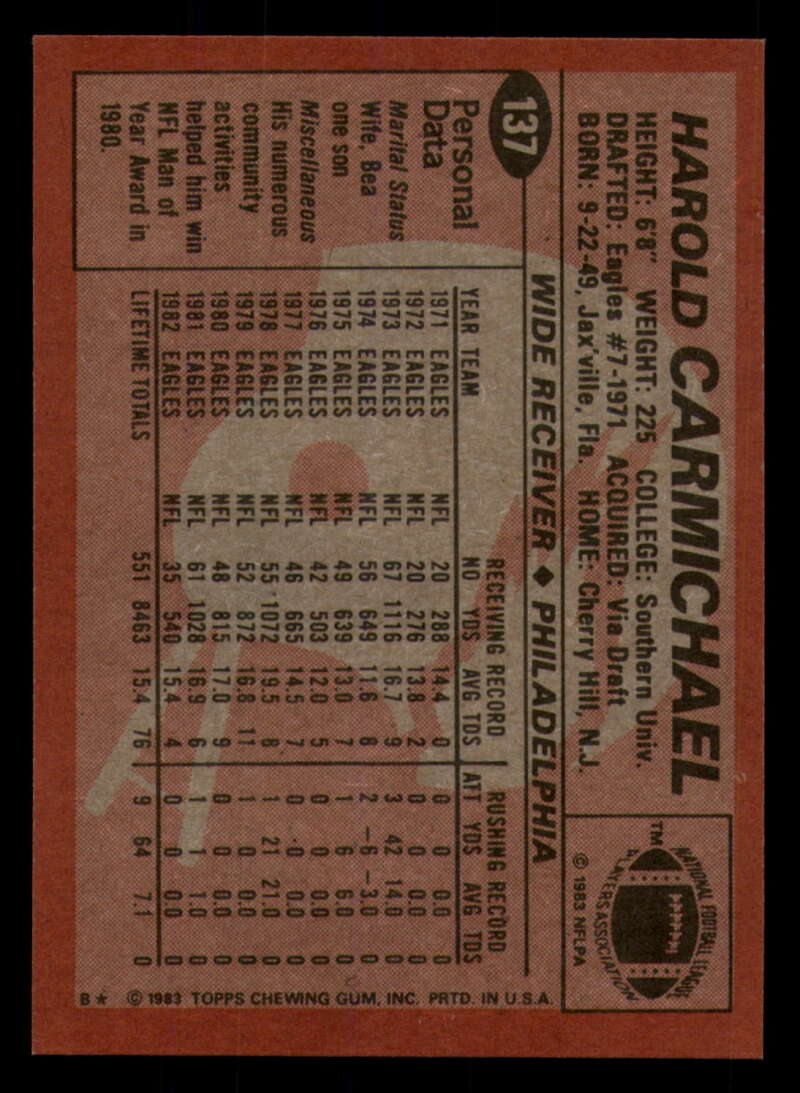 HAROLD CARMICHAEL
HEIGHT: 6'8" WEIGHT: 225 COLLEGE: Southern Univ.
DRAFTED: Eagles #7-1971 ACQUIRED: Via Draft
BORN: 9-22-49, Jax'ville, Fla. HOME: Cherry Hill, N.J.
TM
NATIONAL FOOTBALL LEAGUE
PLAYERS ASSOCIATION
© 1983 NFLPA
137
WIDE RECEIVER ♦ PHILADELPHIA
Personal
Data
Marital Status
Wife, Bea
one son
Miscellaneous
His numerous
community
activities
helped him win
NFL Man of
Year Award in
1980.
RECEIVING RECORD RUSHING RECORD
YEAR TEAM NO YDS AVG TDS ATT YDS AVG TDS
1971 EAGLES NFL 20 288 14.4 0 0 0 0.0 0
1972 EAGLES NFL 20 276 13.8 2 0 0 0.0 0
1973 EAGLES NFL 67 1116 16.7 9 3 42 14.0 0
1974 EAGLES NFL 56 649 11.6 8 2 -6 -3.0 0
1975 EAGLES NFL 49 639 13.0 7 1 6 6.0 0
1976 EAGLES NFL 42 503 12.0 5 0 0 0.0 0
1977 EAGLES NFL 46 665 14.5 7 0 0 0.0 0
1978 EAGLES NFL 55 1072 19.5 8 1 21 21.0 0
1979 EAGLES NFL 52 872 16.8 11 0 0 0.0 0
1980 EAGLES NFL 48 815 17.0 9 0 0 0.0 0
1981 EAGLES NFL 61 1028 16.9 6 1 1 1.0 0
1982 EAGLES NFL 35 540 15.4 4 0 0 0.0 0
LIFETIME TOTALS 551 8463 15.4 76 9 64 7.1 0
B★ © 1983 TOPPS CHEWING GUM, INC. PRTD. IN U.S.A.